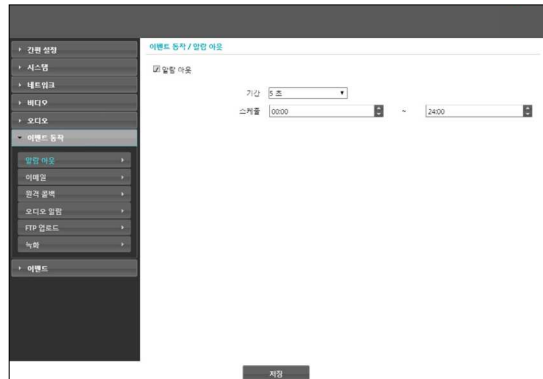 간편 설정
시스템
네트워크
비디오
오디오
이벤트 동작
알람 아웃
이메일
원격 콜백
오디오 알람
FTP 업로드
녹화
이벤트
이벤트 동작 / 알람 아웃
알람 아웃
기간 5 초
스케줄 00:00 ~ 24:00
저장